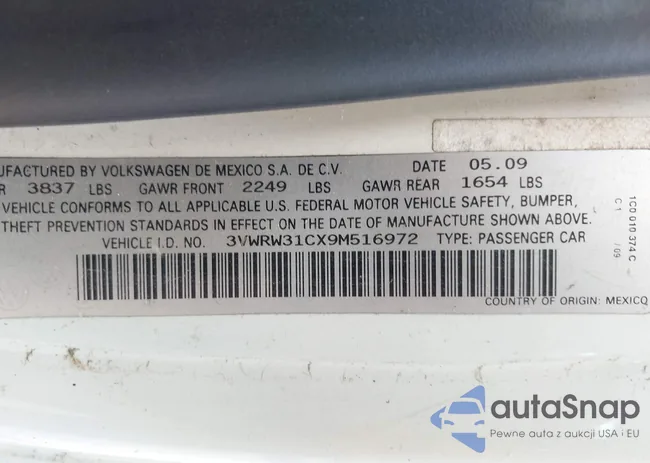 UFACTURED BY VOLKSWAGEN DE MEXICO S.A. DE C.V. DATE 05.09
R 3837 LBS GAWR FRONT 2249 LBS GAWR REAR 1654 LBS
VEHICLE CONFORMS TO ALL APPLICABLE U.S. FEDERAL MOTOR VEHICLE SAFETY, BUMPER,
THEFT PREVENTION STANDARDS IN EFFECT ON THE DATE OF MANUFACTURE SHOWN ABOVE.
VEHICLE I.D. NO. 3VWRW31CX9M516972 TYPE: PASSENGER CAR
COUNTRY OF ORIGIN: MEXICO
1C0 010 374 C
C1 /09
autoSnap
Pewne auta z aukcji USA i EU